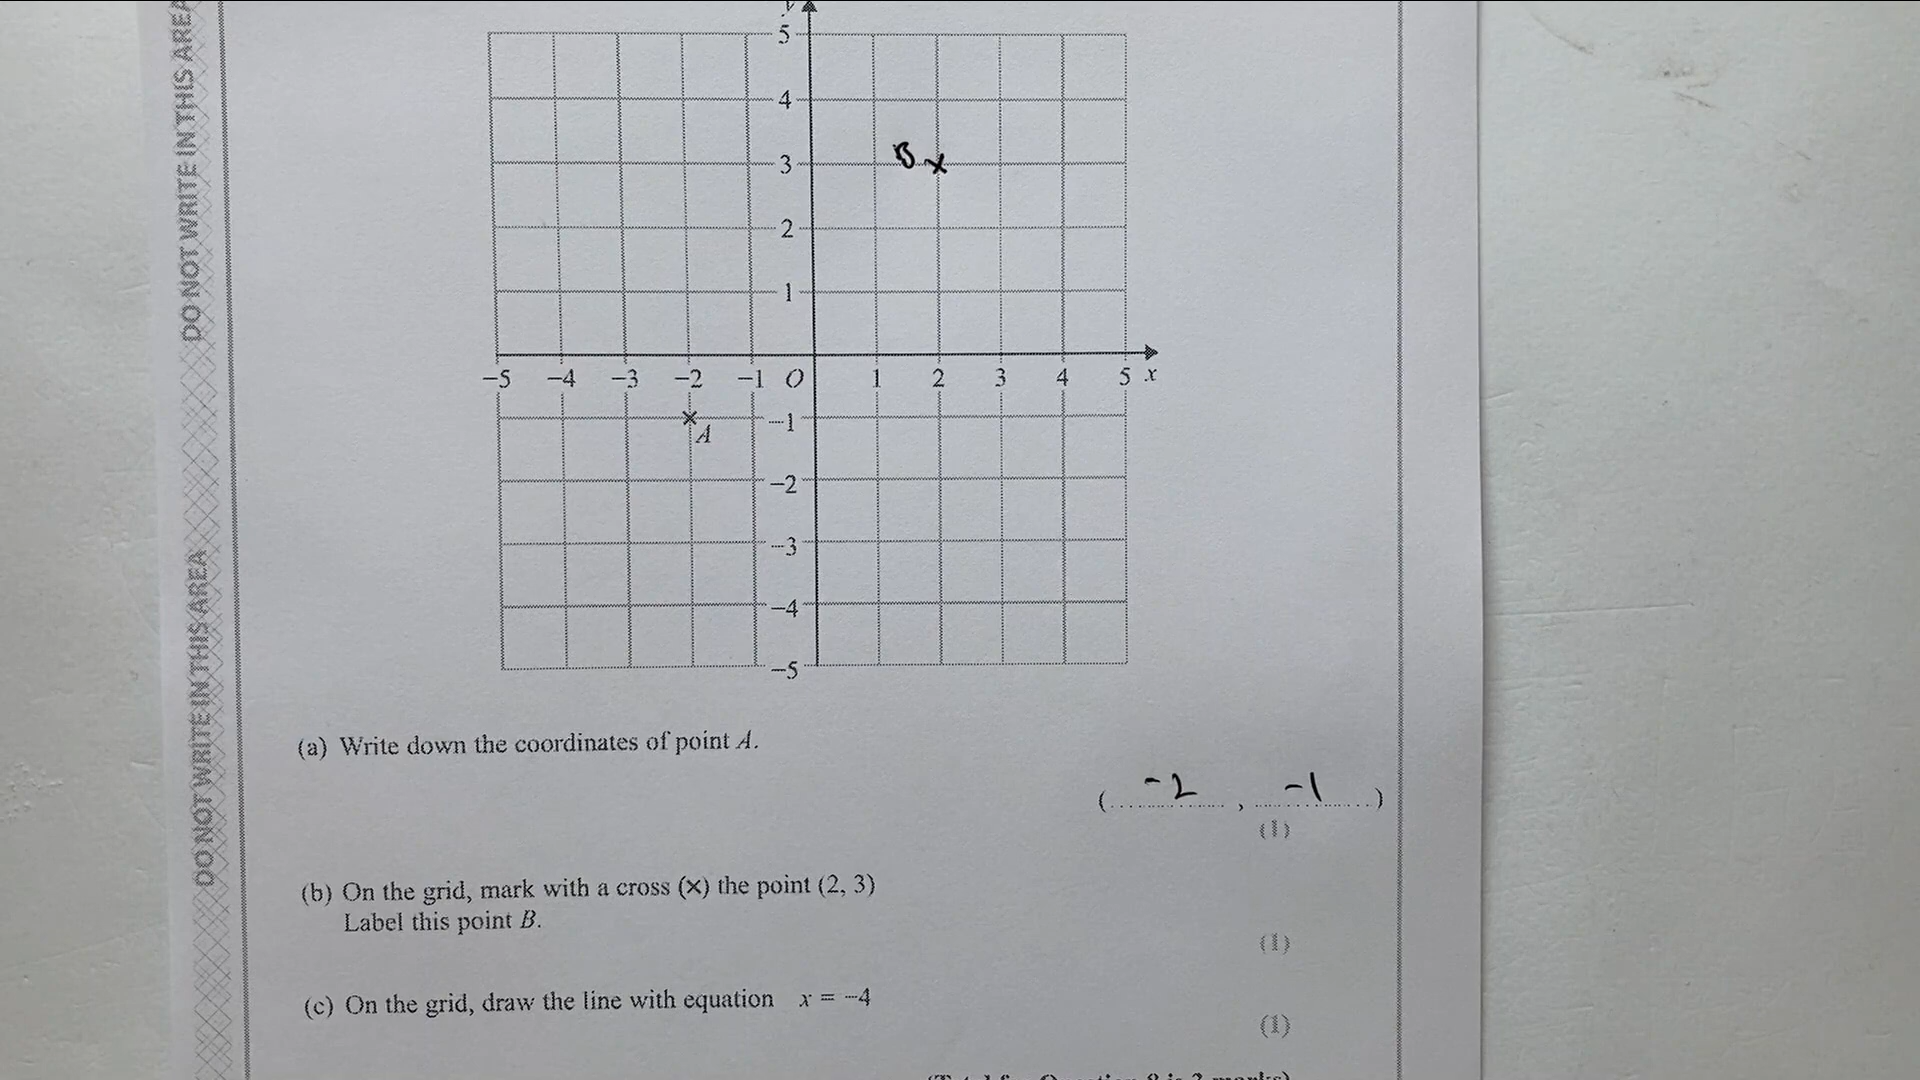 DO NOT WRITE IN THIS AREA
DO NOT WRITE IN THIS AREA
y
5
4
B x
3
2
1
-5 -4 -3 -2 -1 O 1 2 3 4 5 x
-1
A
-2
-3
-4
-5
(a) Write down the coordinates of point A.
( -2 , -1 )
(1)
(b) On the grid, mark with a cross (×) the point (2, 3)
Label this point B.
(1)
(c) On the grid, draw the line with equation x = -4
(1)